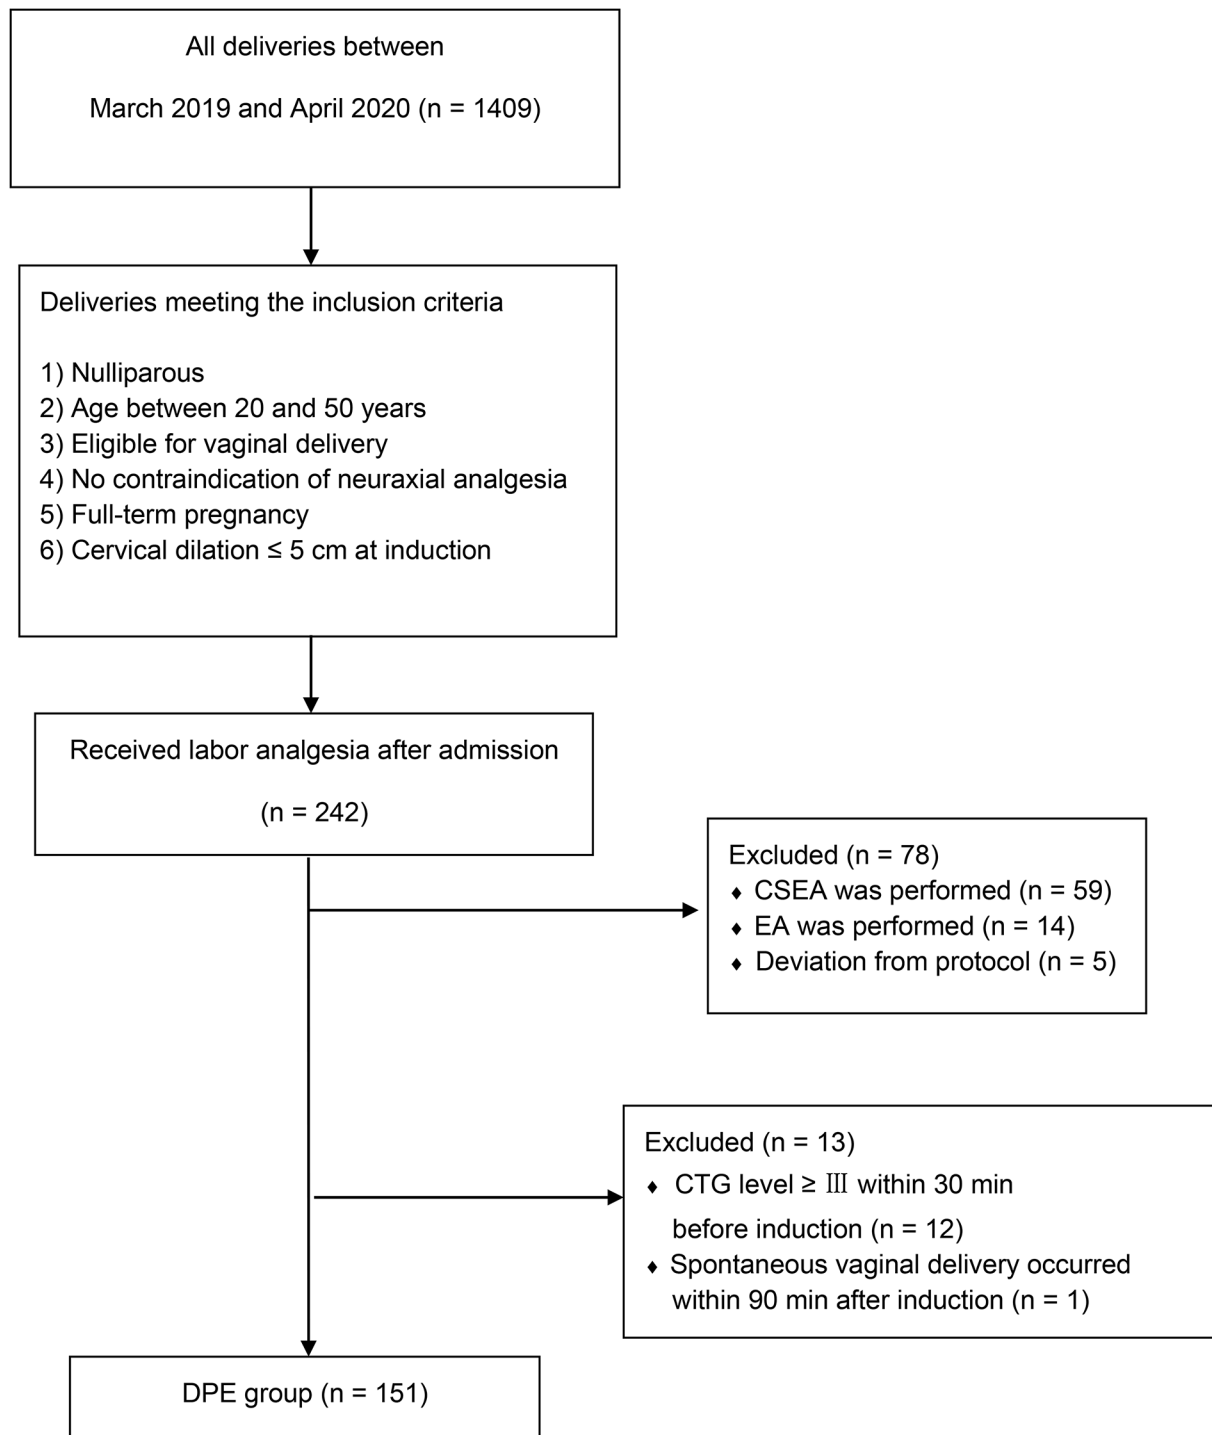 All deliveries between
March 2019 and April 2020 (n = 1409)
Deliveries meeting the inclusion criteria
1) Nulliparous
2) Age between 20 and 50 years
3) Eligible for vaginal delivery
4) No contraindication of neuraxial analgesia
5) Full-term pregnancy
6) Cervical dilation ≤ 5 cm at induction
Received labor analgesia after admission
(n = 242)
Excluded (n = 78)
♦ CSEA was performed (n = 59)
♦ EA was performed (n = 14)
♦ Deviation from protocol (n = 5)
Excluded (n = 13)
♦ CTG level ≥ Ⅲ within 30 min
before induction (n = 12)
♦ Spontaneous vaginal delivery occurred
within 90 min after induction (n = 1)
DPE group (n = 151)